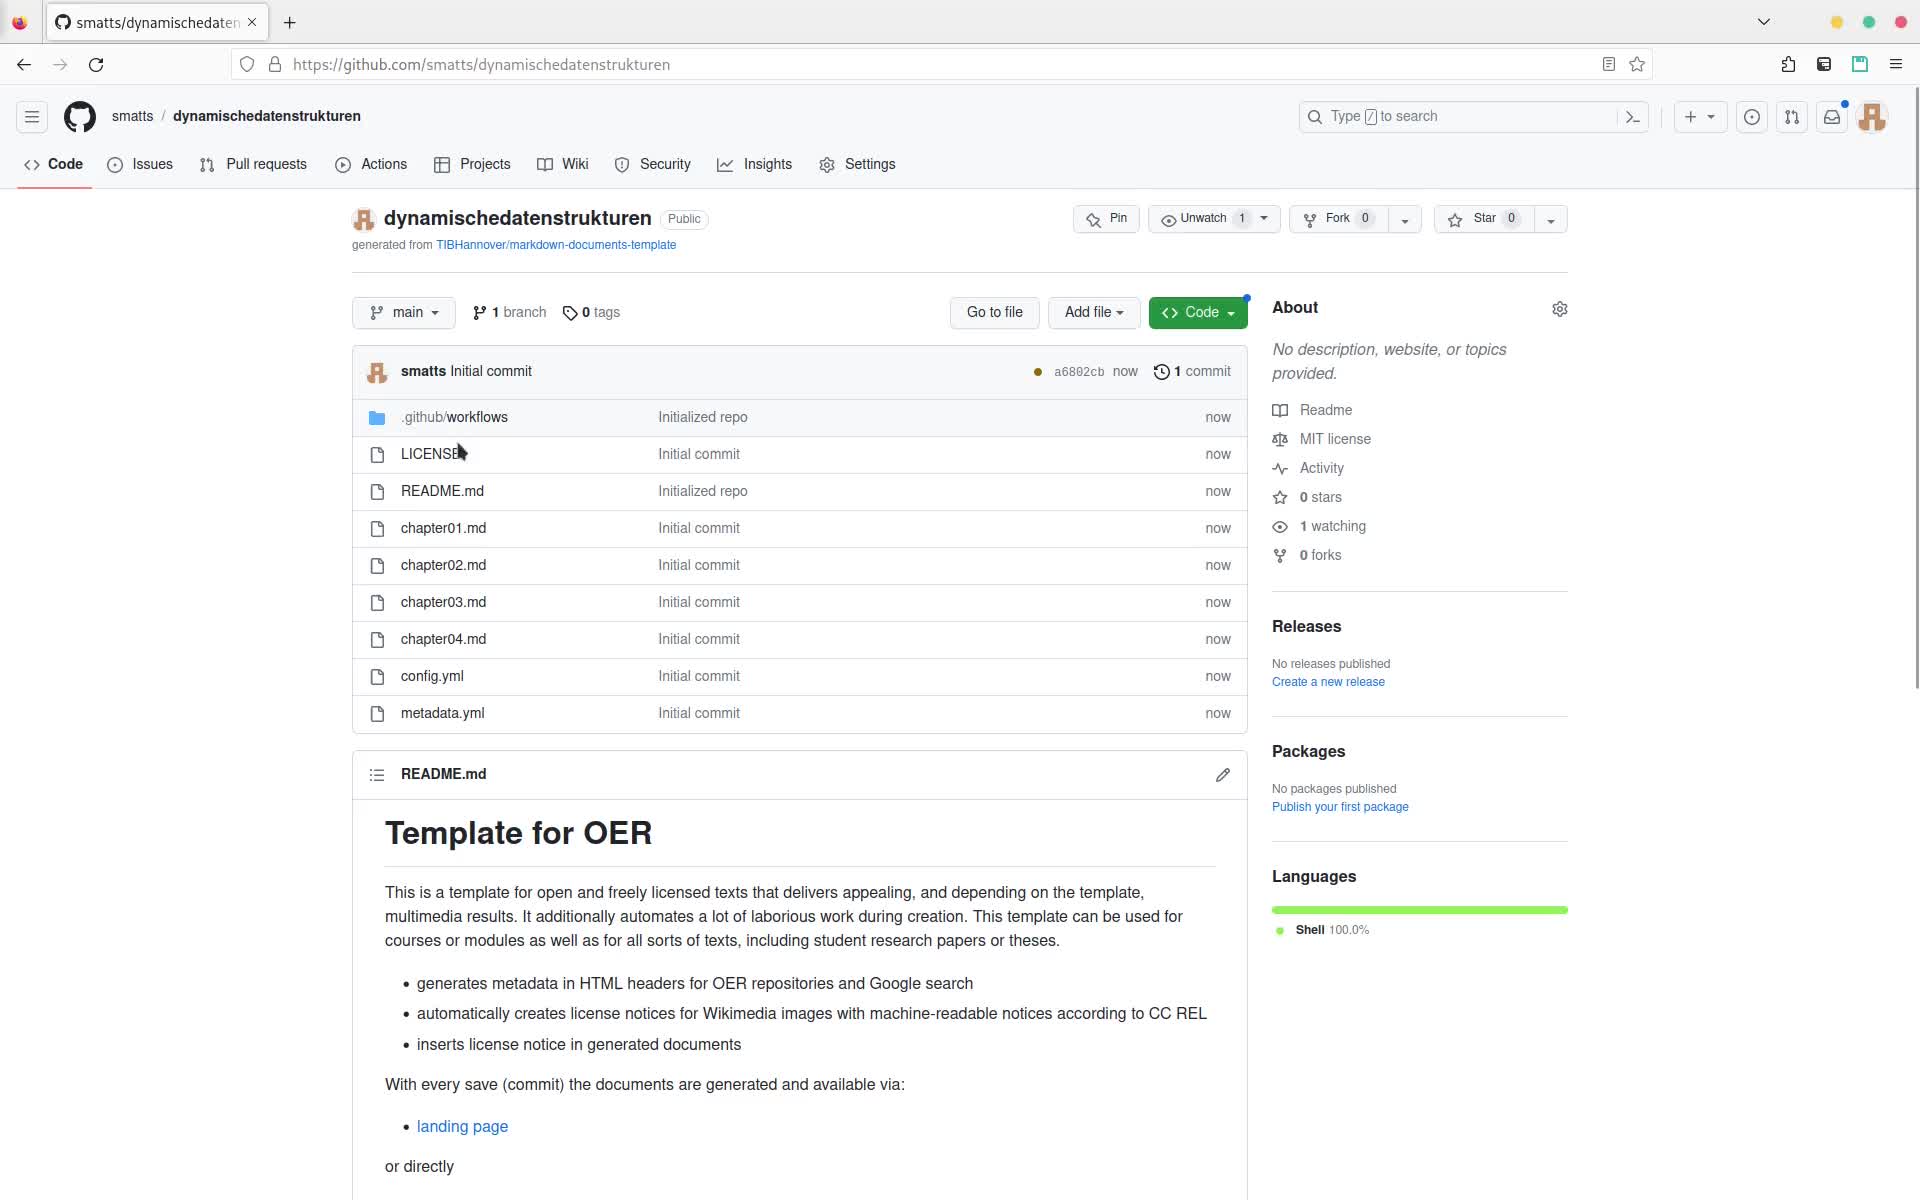 smatts/dynamischedaten
https://github.com/smatts/dynamischedatenstrukturen
smatts / dynamischedatenstrukturen
Type / to search
Code Issues Pull requests Actions Projects Wiki Security Insights Settings
dynamischedatenstrukturen Public
Pin Unwatch 1 Fork 0 Star 0
generated from TIBHannover/markdown-documents-template
main 1 branch 0 tags Go to file Add file Code
smatts Initial commit a6802cb now 1 commit
.github/workflows Initialized repo now
LICENSE Initial commit now
README.md Initialized repo now
chapter01.md Initial commit now
chapter02.md Initial commit now
chapter03.md Initial commit now
chapter04.md Initial commit now
config.yml Initial commit now
metadata.yml Initial commit now
README.md
Template for OER
This is a template for open and freely licensed texts that delivers appealing, and depending on the template,
multimedia results. It additionally automates a lot of laborious work during creation. This template can be used for
courses or modules as well as for all sorts of texts, including student research papers or theses.
• generates metadata in HTML headers for OER repositories and Google search
• automatically creates license notices for Wikimedia images with machine-readable notices according to CC REL
• inserts license notice in generated documents
With every save (commit) the documents are generated and available via:
• landing page
or directly
About
No description, website, or topics
provided.
Readme
MIT license
Activity
0 stars
1 watching
0 forks
Releases
No releases published
Create a new release
Packages
No packages published
Publish your first package
Languages
Shell 100.0%